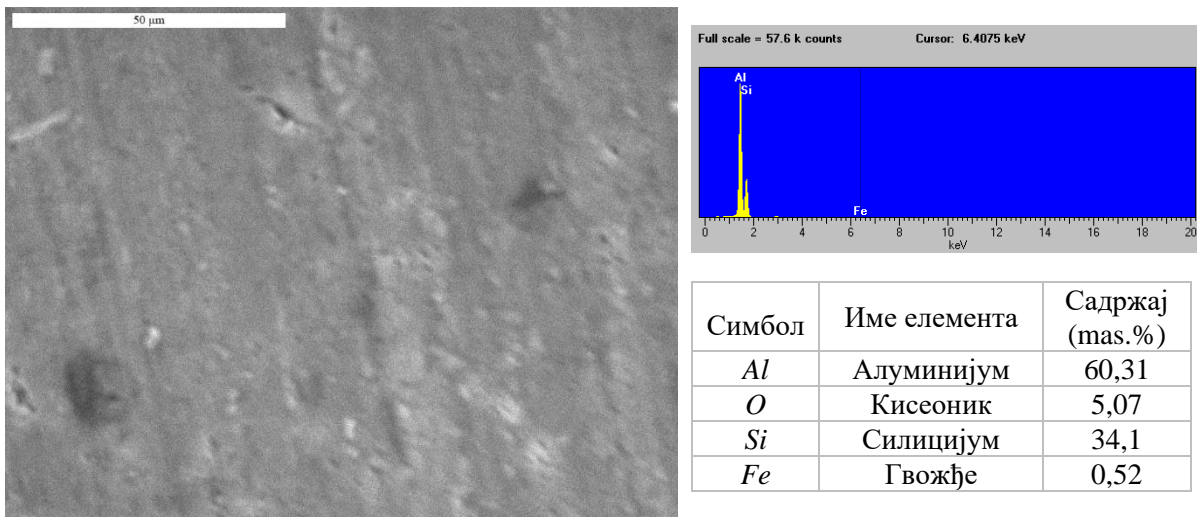 50 µm
Full scale = 57.6 k counts Cursor: 6.4075 keV
Al
Si
Fe
0 2 4 6 8 10 12 14 16 18 20
keV
Симбол Име елемента Садржај (mas.%)
Al Алуминијум 60,31
O Кисеоник 5,07
Si Силицијум 34,1
Fe Гвожђе 0,52